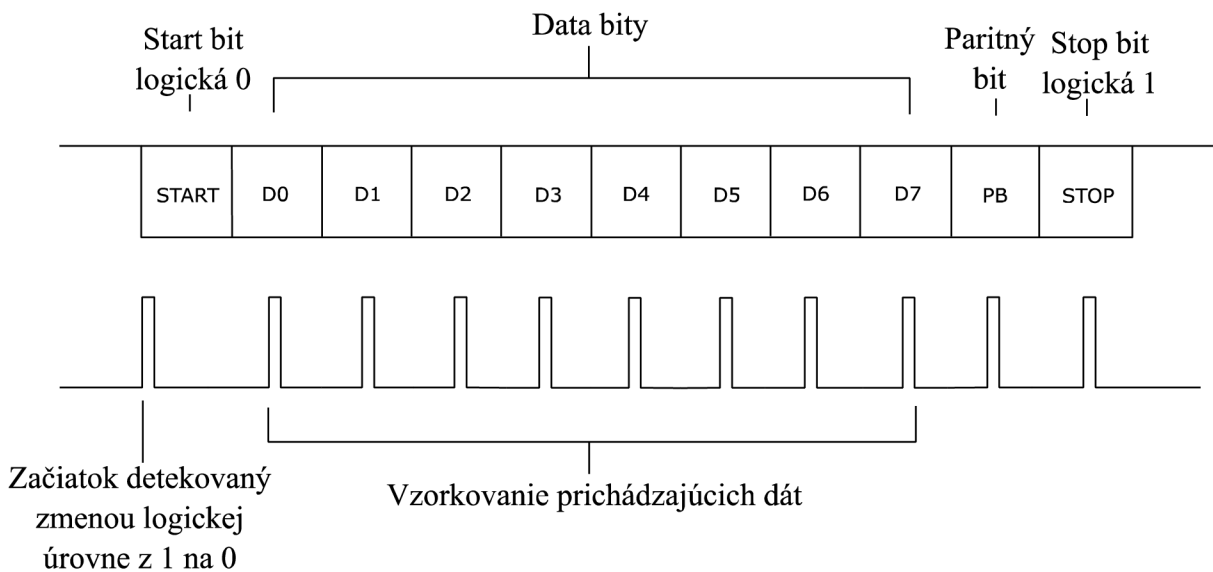 Start bit
logická 0
Data bity
Paritný
bit
Stop bit
logická 1
START D0 D1 D2 D3 D4 D5 D6 D7 PB STOP
Začiatok detekovaný
zmenou logickej
úrovne z 1 na 0
Vzorkovanie prichádzajúcich dát